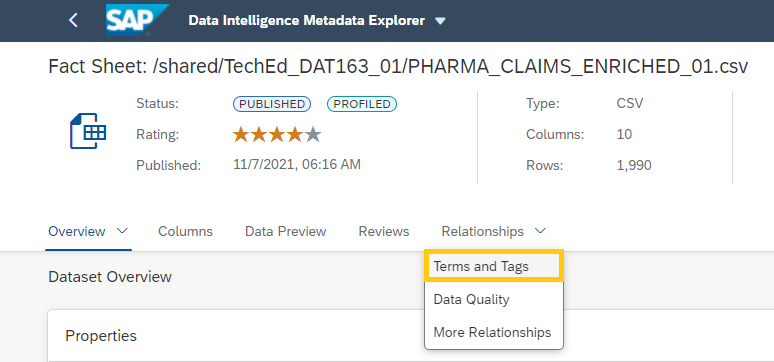 SAP Data Intelligence Metadata Explorer
Fact Sheet: /shared/TechEd_DAT163_01/PHARMA_CLAIMS_ENRICHED_01.csv
Status: PUBLISHED PROFILED Type: CSV
Rating: Columns: 10
Published: 11/7/2021, 06:16 AM Rows: 1,990
Overview Columns Data Preview Reviews Relationships
Terms and Tags
Dataset Overview
Data Quality
More Relationships
Properties